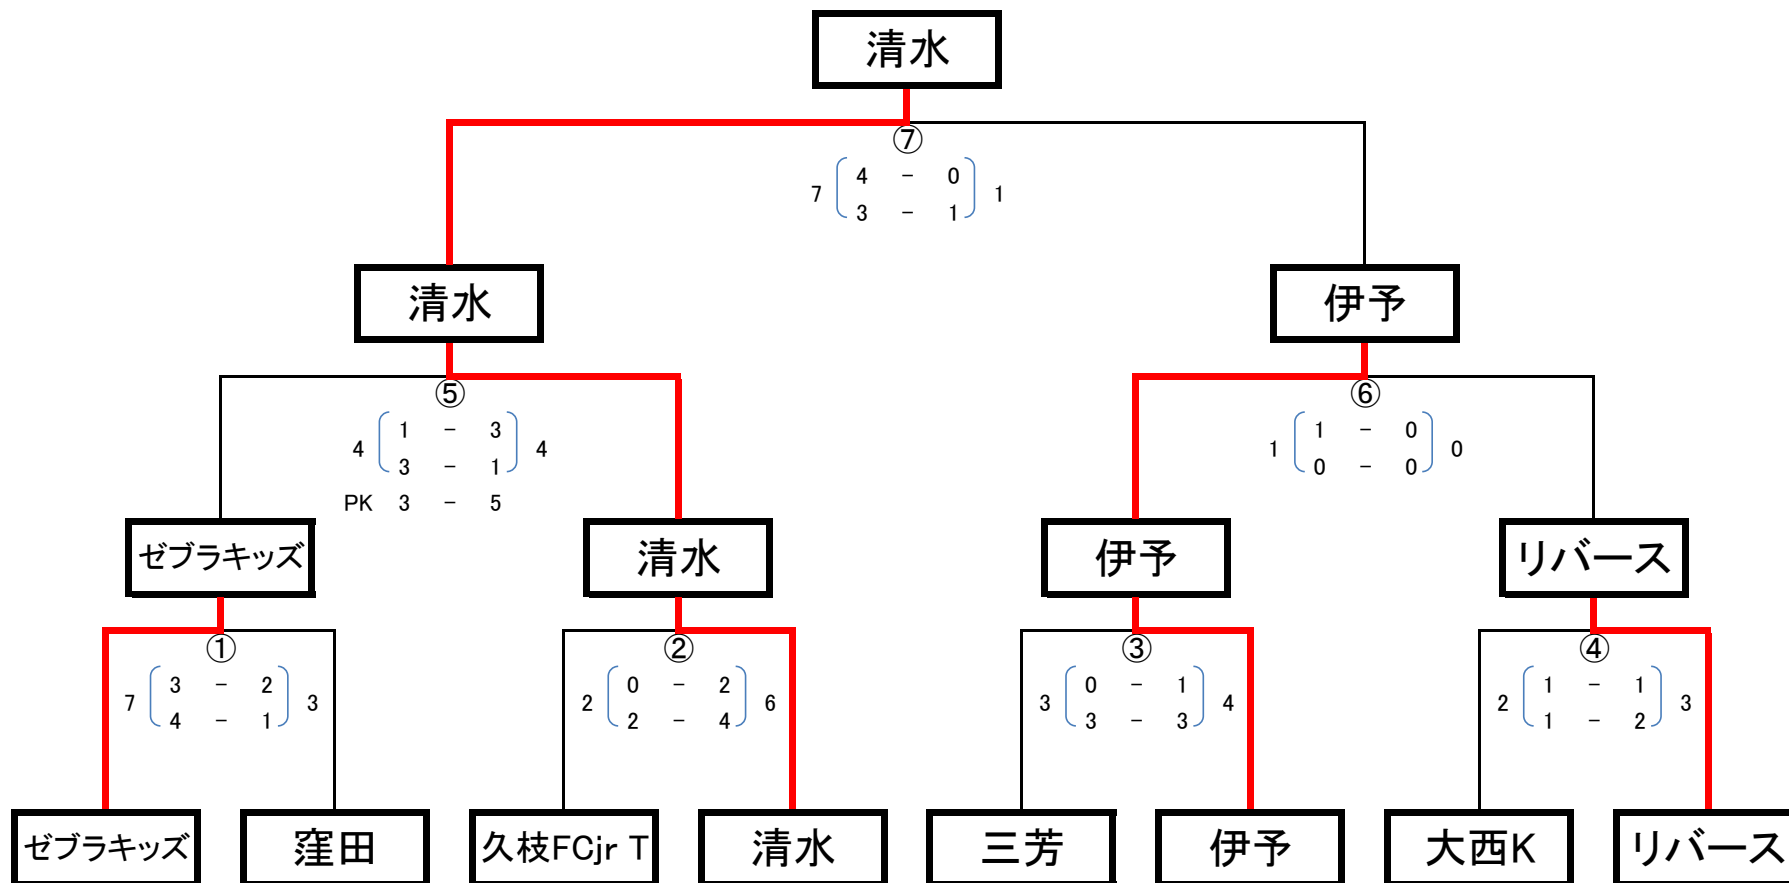 清水
⑦
4 － 0
7 1
3 － 1
清水 伊予
⑤ ⑥
1 － 3 1 － 0
4 4 1 0
3 － 1 0 － 0
PK 3 － 5
ゼブラキッズ 清水 伊予 リバース
① ② ③ ④
3 － 2 0 － 2 0 － 1 1 － 1
7 3 2 6 3 4 2 3
4 － 1 2 － 4 3 － 3 1 － 2
ゼブラキッズ 窪田 久枝FCjr T 清水 三芳 伊予 大西K リバース